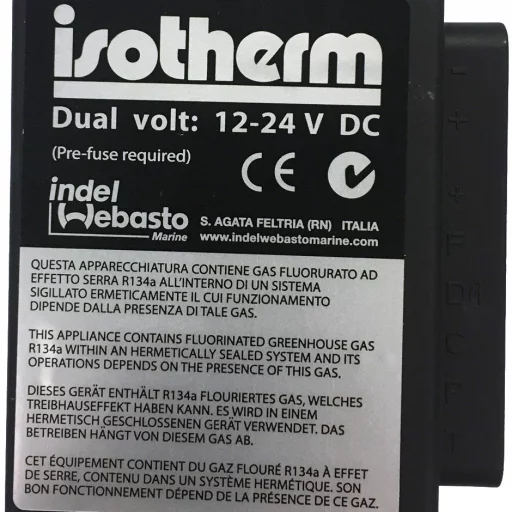 isotherm
Dual volt: 12-24 V DC
(Pre-fuse required)
CE
indel
Webasto
Marine
S. AGATA FELTRIA (RN) ITALIA
www.indelwebastomarine.com
QUESTA APPARECCHIATURA CONTIENE GAS FLUORURATO AD
EFFETTO SERRA R134a ALL'INTERNO DI UN SISTEMA
SIGILLATO ERMETICAMENTE IL CUI FUNZIONAMENTO
DIPENDE DALLA PRESENZA DI TALE GAS.
THIS APPLIANCE CONTAINS FLUORINATED GREENHOUSE GAS
R134a WITHIN AN HERMETICALLY SEALED SYSTEM AND ITS
OPERATIONS DEPENDS ON THE PRESENCE OF THIS GAS.
DIESES GERÄT ENTHÄLT R134a FLOURIERTES GAS, WELCHES
TREIBHAUSEFFEKT HABEN KANN. ES WIRD IN EINEM
HERMETISCH GESCHLOSSENEN GERÄT VERWENDET. DAS
BETREIBEN HÄNGT VON DIESEM GAS AB.
CET ÉQUIPEMENT CONTIENT DU GAZ FLOURÉ R134a À EFFET
DE SERRE, CONTENU DANS UN SYSTÈME HERMÉTIQUE. SON
BON FONCTIONNEMENT DÉPEND DE LA PRÉSENCE DE CE GAZ.
-
+
+
F
D
C
P